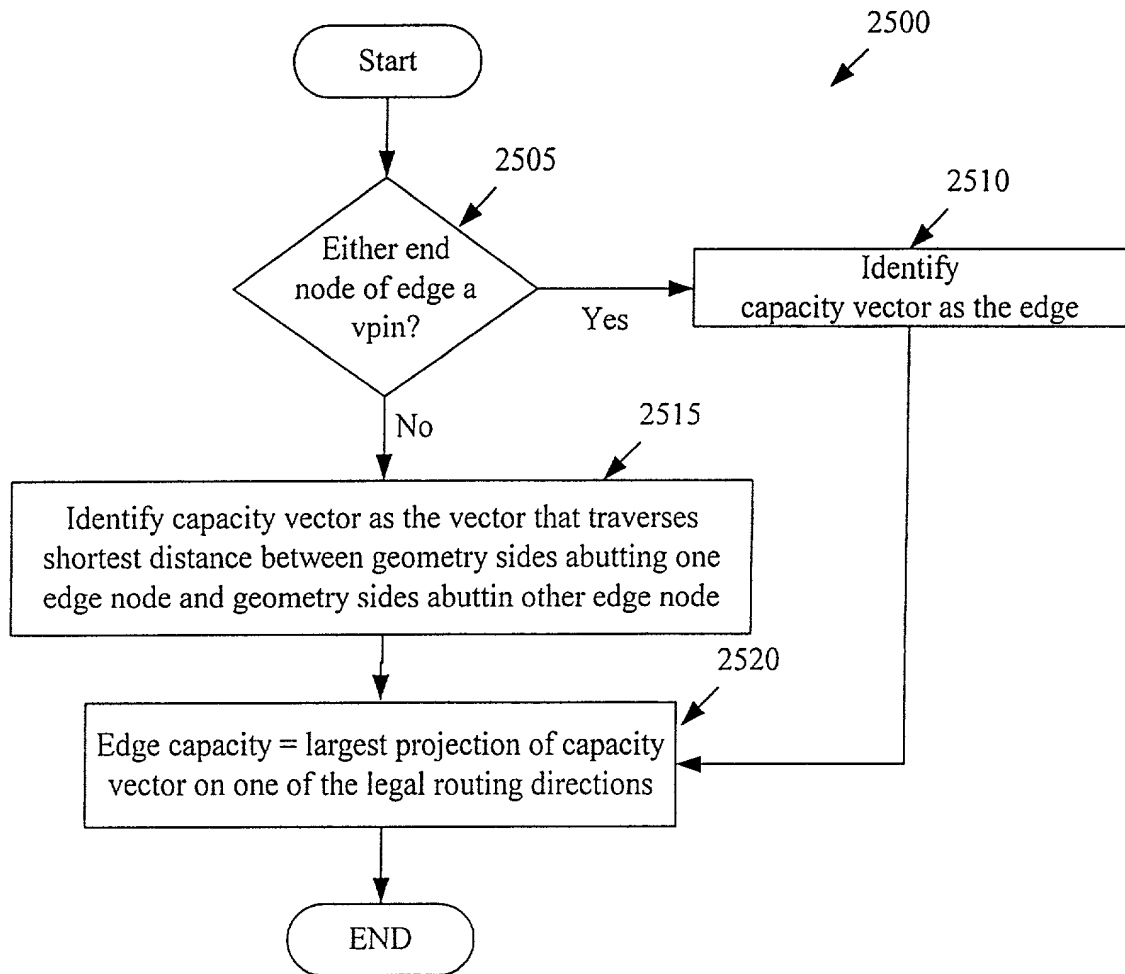 2500
Start
2505
Either end
node of edge a
vpin?
2510
Identify
capacity vector as the edge
Yes
No
2515
Identify capacity vector as the vector that traverses
shortest distance between geometry sides abutting one
edge node and geometry sides abuttin other edge node
2520
Edge capacity = largest projection of capacity
vector on one of the legal routing directions
END